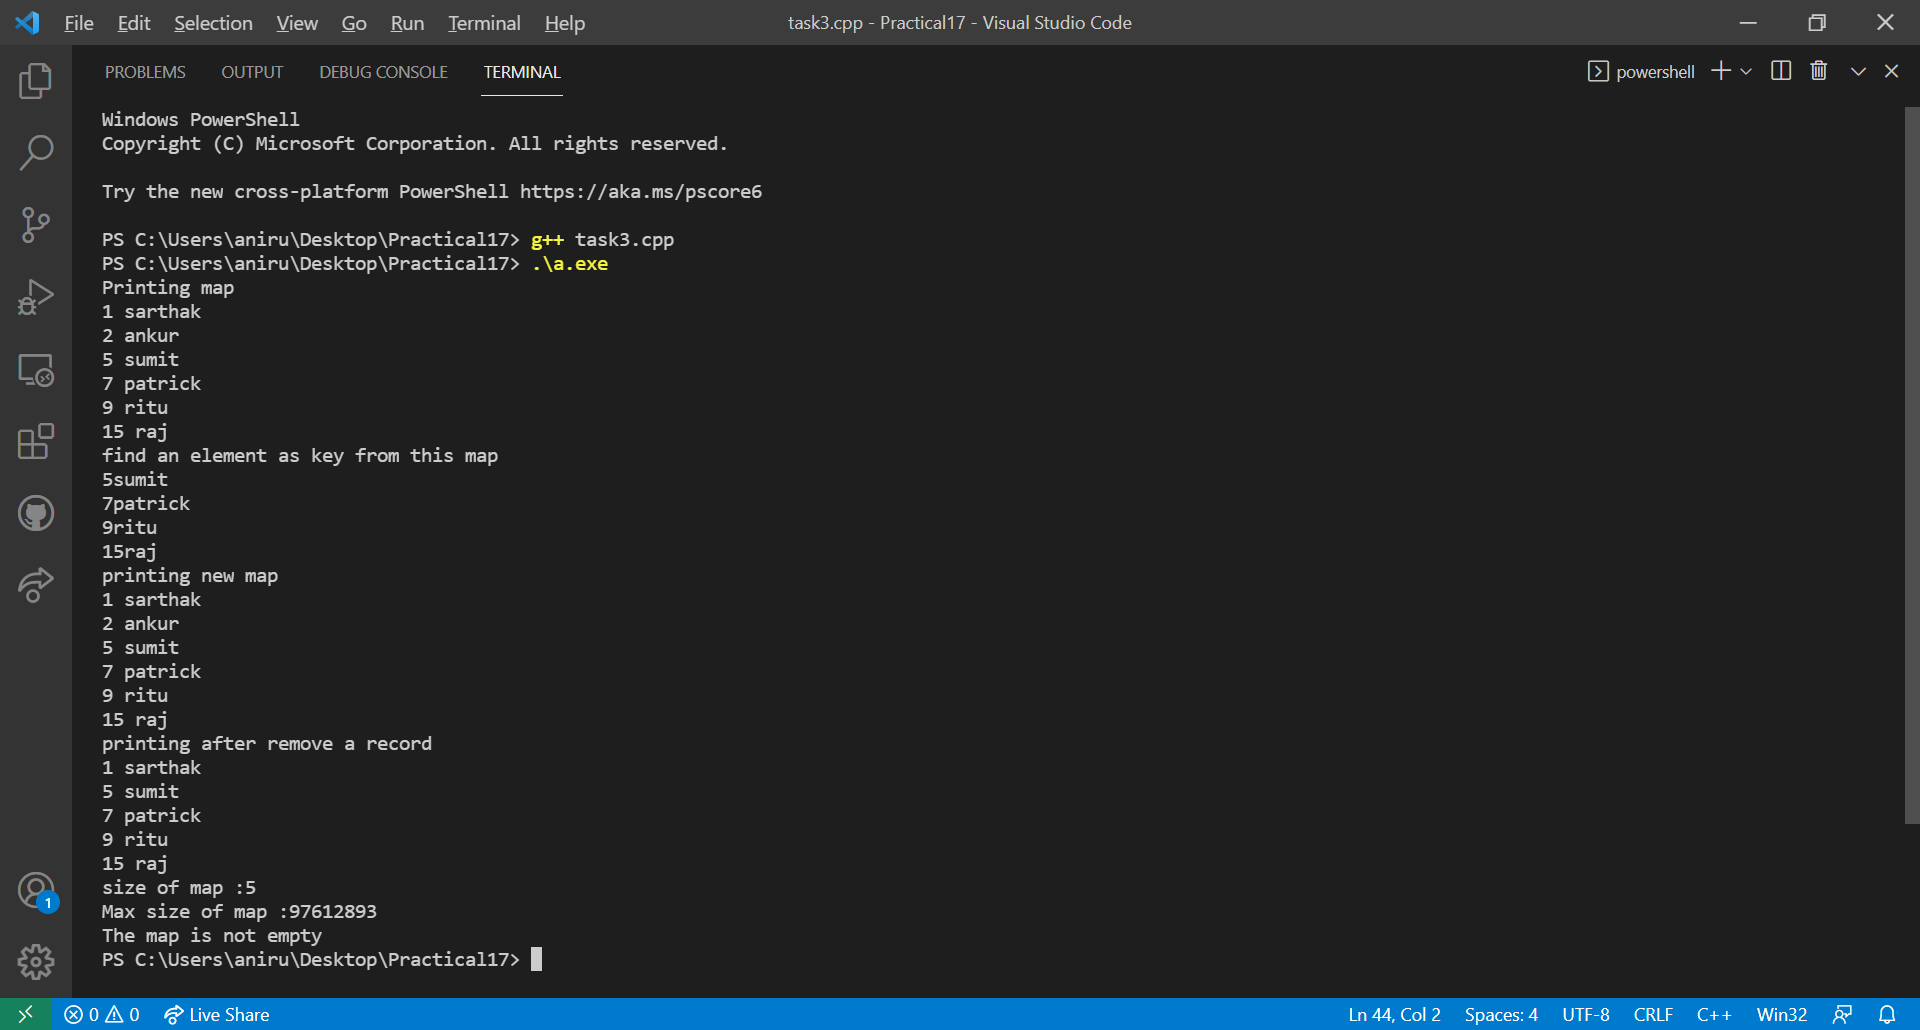 File Edit Selection View Go Run Terminal Help task3.cpp - Practical17 - Visual Studio Code
PROBLEMS OUTPUT DEBUG CONSOLE TERMINAL powershell
Windows PowerShell
Copyright (C) Microsoft Corporation. All rights reserved.
Try the new cross-platform PowerShell https://aka.ms/pscore6
PS C:\Users\aniru\Desktop\Practical17> g++ task3.cpp
PS C:\Users\aniru\Desktop\Practical17> .\a.exe
Printing map
1 sarthak
2 ankur
5 sumit
7 patrick
9 ritu
15 raj
find an element as key from this map
5sumit
7patrick
9ritu
15raj
printing new map
1 sarthak
2 ankur
5 sumit
7 patrick
9 ritu
15 raj
printing after remove a record
1 sarthak
5 sumit
7 patrick
9 ritu
15 raj
size of map :5
Max size of map :97612893
The map is not empty
PS C:\Users\aniru\Desktop\Practical17>
1
0 0 Live Share Ln 44, Col 2 Spaces: 4 UTF-8 CRLF C++ Win32